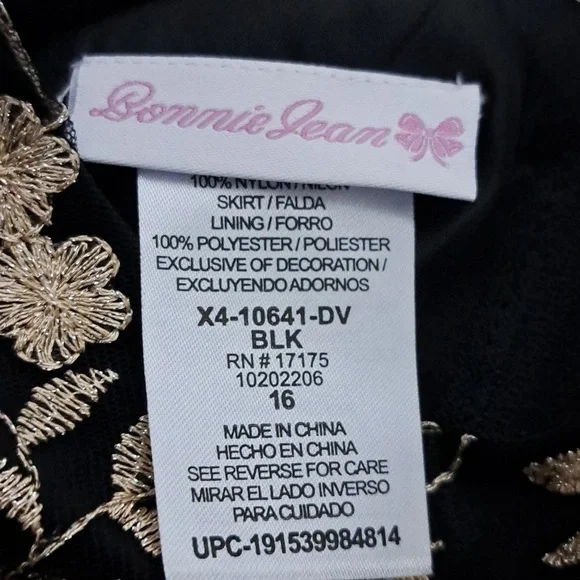 Bonnie Jean
100% NYLON / NILON
SKIRT / FALDA
LINING / FORRO
100% POLYESTER / POLIESTER
EXCLUSIVE OF DECORATION /
EXCLUYENDO ADORNOS
X4-10641-DV
BLK
RN # 17175
10202206
16
MADE IN CHINA
HECHO EN CHINA
SEE REVERSE FOR CARE
MIRAR EL LADO INVERSO
PARA CUIDADO
UPC-191539984814